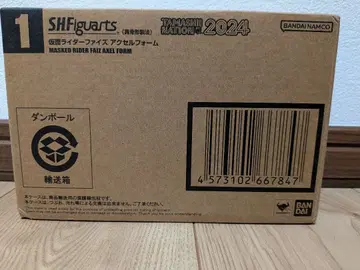 1
S.H.Figuarts
(真骨彫製法)
TAMASHII NATION 2024
BANDAI NAMCO
仮面ライダーファイズ アクセルフォーム
MASKED RIDER FAIZ AXEL FORM
ダンボール
輸送箱
4 573102 667847
BAN
DAI